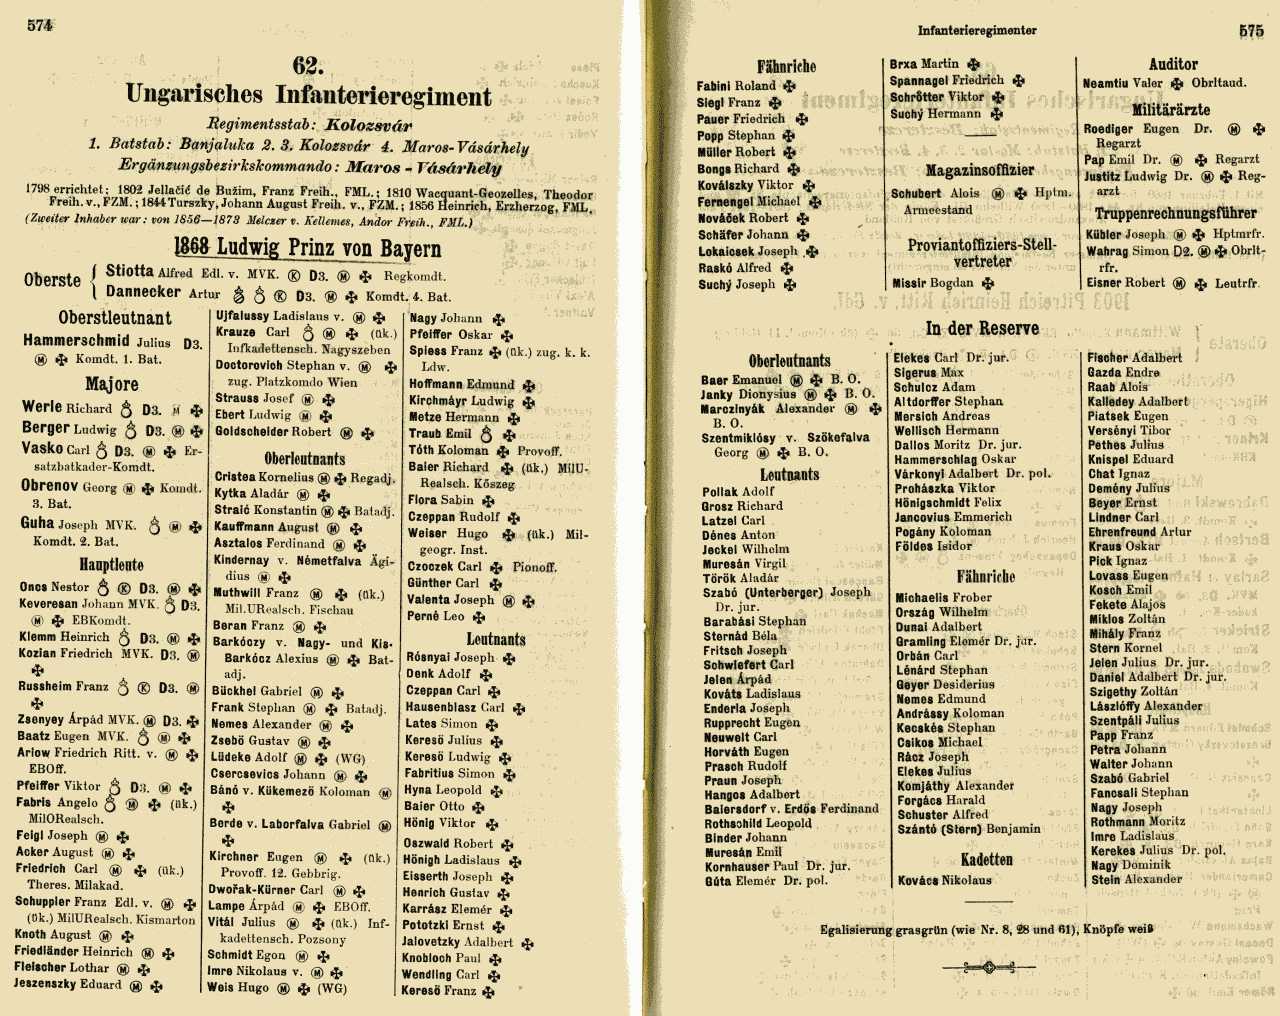 574
62.
Ungarisches Infanterieregiment
Regimentsstab: Kolozsvár
1. Batstab: Banjaluka 2. 3. Kolozsvár 4. Maros-Vásárhely
Ergänzungsbezirkskommando: Maros-Vásárhely
1798 errichtet; 1802 Jellačić de Bužim, Franz Freih., FML.; 1810 Wacquant-Geozelles, Theodor
Freih. v., FZM.; 1844 Turszky, Johann August Freih. v., FZM.; 1856 Heinrich, Erzherzog, FML.
(Zweiter Inhaber war: von 1856—1873 Melczer v. Kellemes, Andor Freih., FML.)
1868 Ludwig Prinz von Bayern
Oberste
Stiotta Alfred Edl. v. MVK. Ⓚ D3. Ⓜ ✠ Regkomdt.
Dannecker Artur Ⓚ D3. Ⓜ ✠ Komdt. 4. Bat.
Oberstleutnant
Hammerschmid Julius D3.
Ⓜ ✠ Komdt. 1. Bat.
Majore
Werle Richard D3. Ⓜ ✠
Berger Ludwig D3. Ⓜ ✠
Vasko Carl D3. Ⓜ ✠ Er-
satzbatkader-Komdt.
Obrenov Georg Ⓜ ✠ Komdt.
3. Bat.
Guha Joseph MVK. Ⓜ ✠
Komdt. 2. Bat.
Hauptleute
Oncs Nestor Ⓚ D3. Ⓜ ✠
Keveresan Johann MVK. D3.
Ⓜ ✠ EBKomdt.
Klemm Heinrich D3. Ⓜ ✠
Kozian Friedrich MVK. D3. Ⓜ
✠
Russheim Franz Ⓚ D3. Ⓜ
✠
Zsenyey Árpád MVK. Ⓜ D3. ✠
Baatz Eugen MVK. Ⓜ ✠
Arlow Friedrich Ritt. v. Ⓜ ✠
EBOff.
Pfeiffer Viktor D3. Ⓜ ✠
Fabris Angelo Ⓜ ✠ (ük.)
MilORealsch.
Feigl Joseph Ⓜ ✠
Acker August Ⓜ ✠
Friedrich Carl Ⓜ ✠ (ük.)
Theres. Milakad.
Schuppler Franz Edl. v. Ⓜ ✠
(ük.) MilURealsch. Kismarton
Knoth August Ⓜ ✠
Friedländer Heinrich Ⓜ ✠
Fleischer Lothar Ⓜ ✠
Jeszenszky Eduard Ⓜ ✠
Ujfalussy Ladislaus v. Ⓜ ✠
Krauze Carl Ⓜ ✠ (ük.)
Infkadettensch. Nagyszeben
Doctorovich Stephan v. Ⓜ ✠
zug. Platzkomdo Wien
Strauss Josef Ⓜ ✠
Ebert Ludwig Ⓜ ✠
Goldscheider Robert Ⓜ ✠
Oberleutnants
Cristea Kornelius Ⓜ ✠ Regadj.
Kytka Aladár Ⓜ ✠
Straić Konstantin Ⓜ ✠ Batadj.
Kauffmann August Ⓜ ✠
Asztalos Ferdinand Ⓜ ✠
Kindernay v. Németfalva Ägi-
dius Ⓜ ✠
Muthwill Franz Ⓜ ✠ (ük.)
Mil.URealsch. Fischau
Beran Franz Ⓜ ✠
Barkóczy v. Nagy- und Kis-
Barkócz Alexius Ⓜ ✠ Bat-
adj.
Bückhel Gabriel Ⓜ ✠
Frank Stephan Ⓜ ✠ Batadj.
Nemes Alexander Ⓜ ✠
Zsebö Gustav Ⓜ ✠
Lüdeke Adolf Ⓜ ✠ (WG)
Csercsevics Johann Ⓜ ✠
Bánó v. Kükemezö Koloman Ⓜ
✠
Berde v. Laborfalva Gabriel Ⓜ
✠
Kirchner Eugen Ⓜ ✠ (ük.)
Provoff. 12. Gebbrig.
Dwořak-Kürner Carl Ⓜ ✠
Lampe Árpád Ⓜ ✠ EBOff.
Vitál Julius Ⓜ ✠ (ük.) Inf-
kadettensch. Pozsony
Schmidt Egon Ⓜ ✠
Imre Nikolaus v. Ⓜ ✠
Weis Hugo Ⓜ ✠ (WG)
Nagy Johann ✠
Pfeiffer Oskar ✠
Spiess Franz ✠ (ük.) zug. k. k.
Ldw.
Hoffmann Edmund ✠
Kirchmáyr Ludwig ✠
Metze Hermann ✠
Traub Emil ✠
Tóth Koloman ✠ Provoff.
Baier Richard ✠ (ük.) MilU-
Realsch. Kőszeg
Flora Sabin ✠
Czeppan Rudolf ✠
Weiser Hugo ✠ (ük.) Mil-
geogr. Inst.
Czoczek Carl ✠ Pionoff.
Günther Carl ✠
Valenta Joseph Ⓜ ✠
Perné Leo ✠
Leutnants
Rósnyai Joseph ✠
Denk Adolf ✠
Czeppan Carl ✠
Hausenblasz Carl ✠
Lates Simon ✠
Keresö Julius ✠
Keresö Ludwig ✠
Fabritius Simon ✠
Hyna Leopold ✠
Baier Otto ✠
Hönig Viktor ✠
Oszwald Robert ✠
Hönigh Ladislaus ✠
Eisserth Joseph ✠
Henrich Gustav ✠
Karrász Elemér ✠
Pototzki Ernst ✠
Jalovetzky Adalbert ✠
Knobloch Paul ✠
Wendling Carl ✠
Keresö Franz ✠
Infanterieregimenter
575
Fähnriche
Fabini Roland ✠
Siegl Franz ✠
Pauer Friedrich ✠
Popp Stephan ✠
Müller Robert ✠
Bongs Richard ✠
Koválszky Viktor ✠
Fernengel Michael ✠
Nováček Robert ✠
Schäfer Johann ✠
Lokaicsek Joseph ✠
Raskó Alfred ✠
Suchý Joseph ✠
Brxa Martin ✠
Spannagel Friedrich ✠
Schrötter Viktor ✠
Suchý Hermann ✠
Magazinsoffizier
Schubert Alois Ⓜ ✠ Hptm.
Armeestand
Proviantoffiziers-Stell-
vertreter
Missir Bogdan ✠
Auditor
Neamtiu Valer ✠ Obrltaud.
Militärärzte
Roediger Eugen Dr. Ⓜ ✠
Regarzt
Pap Emil Dr. Ⓜ ✠ Regarzt
Justitz Ludwig Dr. Ⓜ ✠ Reg-
arzt
Truppenrechnungsführer
Kübler Joseph Ⓜ ✠ Hptmrfr.
Wahrag Simon D2. Ⓜ ✠ Obrlt-
rfr.
Eisner Robert Ⓜ ✠ Leutrfr.
In der Reserve
Oberleutnants
Baer Emanuel Ⓜ ✠ B. O.
Janky Dionysius Ⓜ ✠ B. O.
Marczinyák Alexander Ⓜ ✠
B. O.
Szentmiklósy v. Szökefalva
Georg Ⓜ ✠ B. O.
Leutnants
Pollak Adolf
Grosz Richard
Latzel Carl
Dénes Anton
Jeckel Wilhelm
Muresán Virgil
Török Aladár
Szabó (Unterberger) Joseph
Dr. jur.
Barabási Stephan
Sternád Béla
Fritsch Joseph
Schwiefert Carl
Jelen Árpád
Kováts Ladislaus
Enderla Joseph
Rupprecht Eugen
Neuwelt Carl
Horváth Eugen
Prasch Rudolf
Praun Joseph
Hangos Adalbert
Baiersdorf v. Erdös Ferdinand
Rothschild Leopold
Binder Johann
Muresán Emil
Kornhauser Paul Dr. jur.
Gúta Elemér Dr. pol.
Elekes Carl Dr. jur.
Sigerus Max
Schulcz Adam
Altdorffer Stephan
Mersich Andreas
Wellisch Hermann
Dallos Moritz Dr. jur.
Hammerschlag Oskar
Várkonyi Adalbert Dr. pol.
Prohászka Viktor
Hönigschmidt Felix
Jancovius Emmerich
Pogány Koloman
Földes Isidor
Fähnriche
Michaelis Frober
Ország Wilhelm
Dunai Adalbert
Gramling Elemér Dr. jur.
Orbán Carl
Lénárd Stephan
Geyer Desiderius
Nemes Edmund
Andrássy Koloman
Kecskés Stephan
Csikos Michael
Rácz Joseph
Elekes Julius
Komjáthy Alexander
Forgács Harald
Schuster Alfred
Szántó (Stern) Benjamin
Kadetten
Kovács Nikolaus
Fischer Adalbert
Gazda Endre
Raab Alois
Kalledey Adalbert
Piatsek Eugen
Versényi Tibor
Pethes Julius
Knispel Eduard
Chat Ignaz
Demény Julius
Beyer Ernst
Lindner Carl
Ehrenfreund Artur
Kraus Oskar
Pick Ignaz
Lovass Eugen
Kosch Emil
Fekete Alajos
Miklos Zoltán
Mihály Franz
Stern Kornel
Jelen Julius Dr. jur.
Daniel Adalbert Dr. jur.
Szigethy Zoltán
Lászlóffy Alexander
Szentpáli Julius
Papp Franz
Petra Johann
Walter Johann
Szabó Gabriel
Fancsali Stephan
Nagy Joseph
Rothmann Moritz
Imre Ladislaus
Kerekes Julius Dr. pol.
Nagy Dominik
Stein Alexander
Egalisierung grasgrün (wie Nr. 8, 28 und 61), Knöpfe weiß